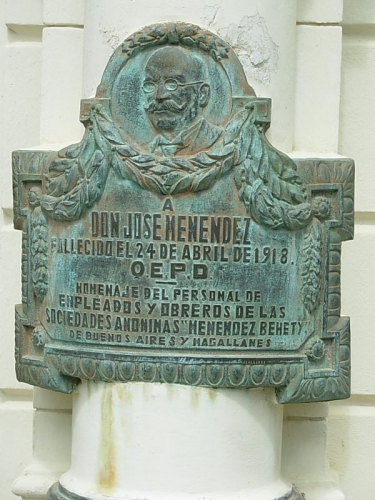 A
DON JOSE MENENDEZ
FALLECIDO EL 24 DE ABRIL DE 1918.
Q.E.P.D.
HOMENAJE DEL PERSONAL DE
EMPLEADOS Y OBREROS DE LAS
SOCIEDADES ANONIMAS "MENENDEZ BEHETY"
DE BUENOS AIRES Y MAGALLANES